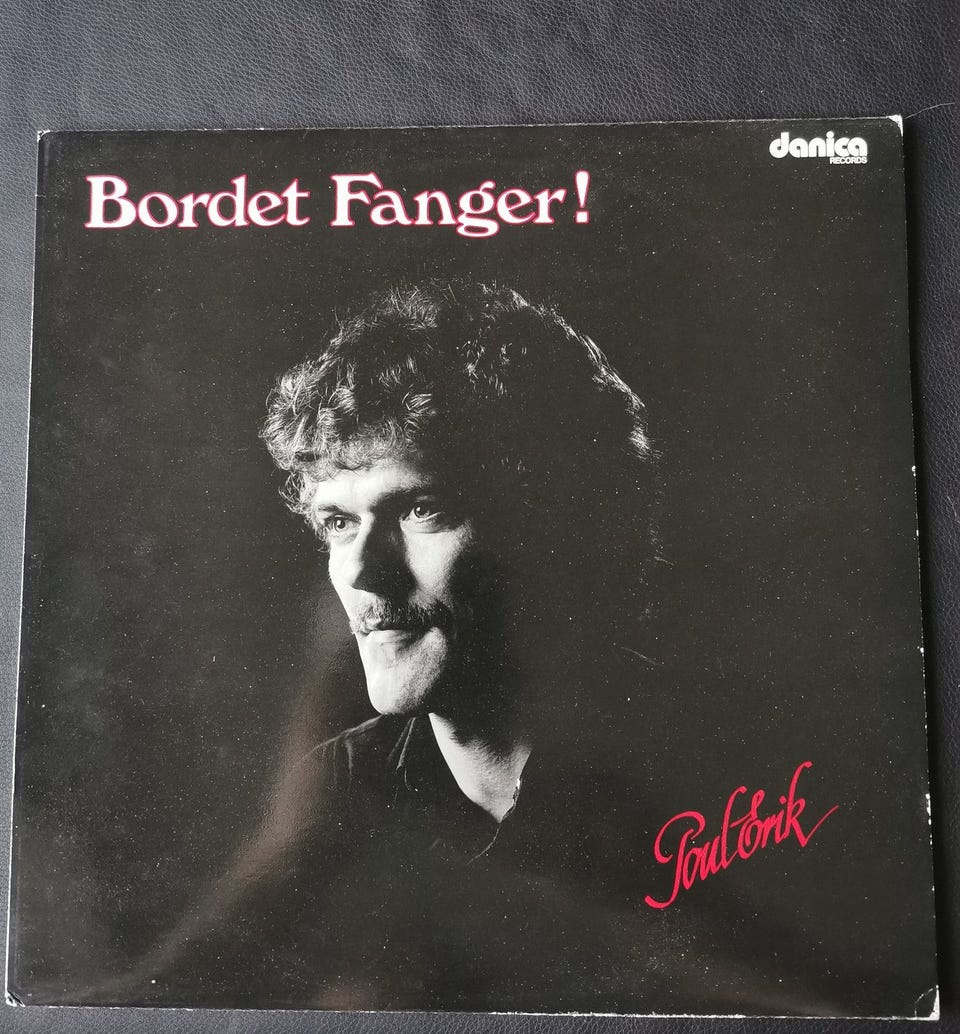 danica
RECORDS
Bordet Fanger!
Poul Erik